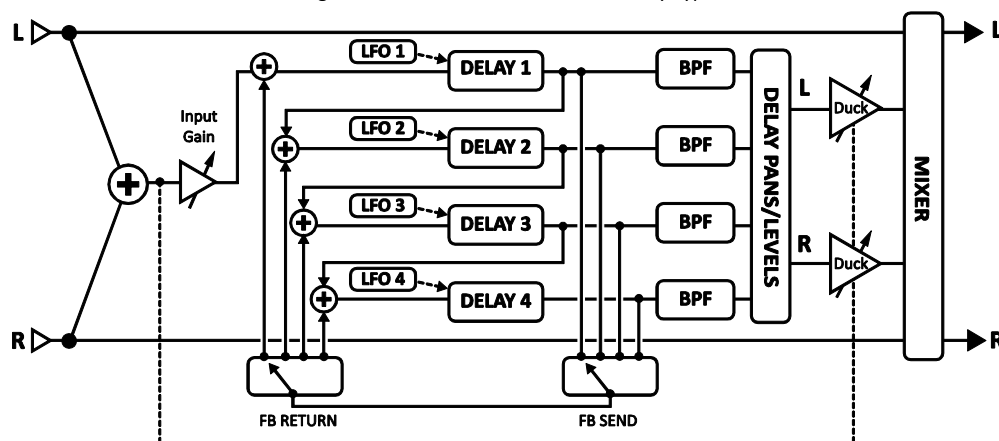 L
L
LFO 1
DELAY 1
BPF
Input
Gain
LFO 2
DELAY 2
BPF
LFO 3
DELAY 3
BPF
LFO 4
DELAY 4
BPF
DELAY PANS/LEVELS
L
Duck
R
Duck
MIXER
R
R
FB RETURN
FB SEND